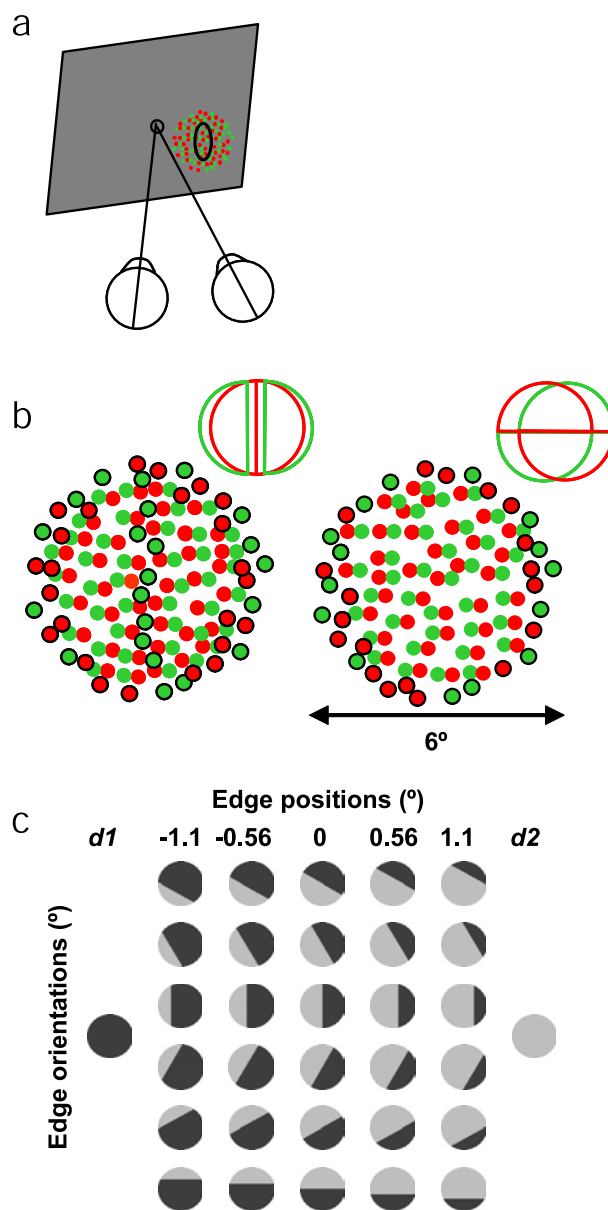 a
b
6º
Edge positions (º)
c
d1 -1.1 -0.56 0 0.56 1.1 d2
Edge orientations (º)